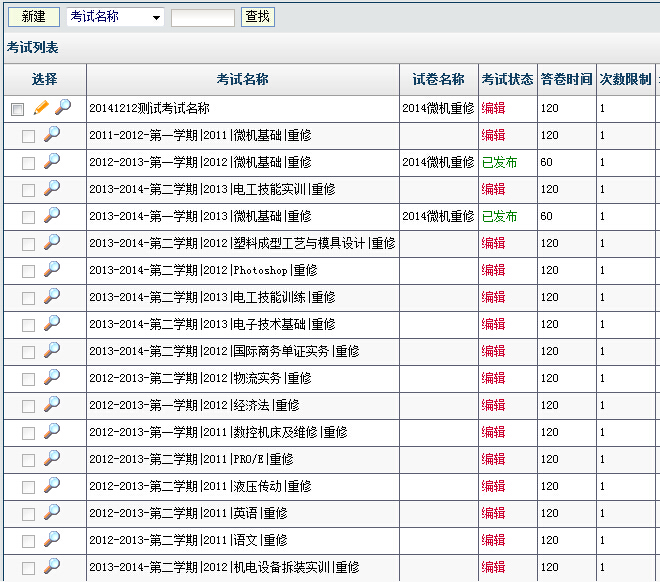 新建 考试名称 查找
考试列表
选择 考试名称 试卷名称 考试状态 答卷时间 次数限制
20141212测试考试名称 2014微机重修 编辑 120 1
2011-2012-第一学期|2011|微机基础|重修 编辑 120 1
2012-2013-第一学期|2012|微机基础|重修 2014微机重修 已发布 60 1
2013-2014-第二学期|2013|电工技能实训|重修 编辑 120 1
2013-2014-第一学期|2013|微机基础|重修 2014微机重修 已发布 60 1
2013-2014-第二学期|2012|塑料成型工艺与模具设计|重修 编辑 120 1
2013-2014-第二学期|2012|Photoshop|重修 编辑 120 1
2013-2014-第二学期|2013|电工技能训练|重修 编辑 120 1
2013-2014-第二学期|2013|电子技术基础|重修 编辑 120 1
2013-2014-第二学期|2012|国际商务单证实务|重修 编辑 120 1
2012-2013-第二学期|2012|物流实务|重修 编辑 120 1
2012-2013-第一学期|2012|经济法|重修 编辑 120 1
2012-2013-第一学期|2011|数控机床及维修|重修 编辑 120 1
2012-2013-第二学期|2011|PRO/E|重修 编辑 120 1
2012-2013-第二学期|2011|液压传动|重修 编辑 120 1
2012-2013-第二学期|2011|英语|重修 编辑 120 1
2012-2013-第二学期|2011|语文|重修 编辑 120 1
2013-2014-第二学期|2012|机电设备拆装实训|重修 编辑 120 1